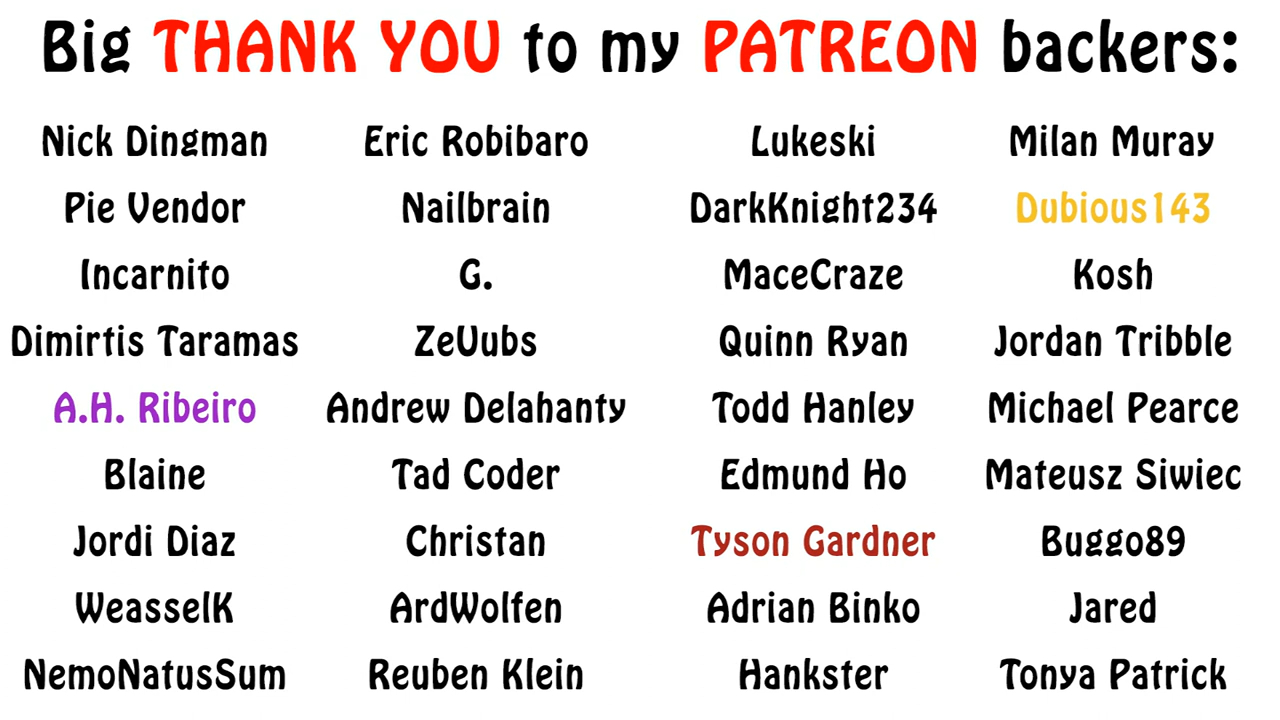 Big THANK YOU to my PATREON backers:
Nick Dingman Eric Robibaro Lukeski Milan Muray
Pie Vendor Nailbrain DarkKnight234 Dubious143
Incarnito G. MaceCraze Kosh
Dimirtis Taramas ZeVubs Quinn Ryan Jordan Tribble
A.H. Ribeiro Andrew Delahanty Todd Hanley Michael Pearce
Blaine Tad Coder Edmund Ho Mateusz Siwiec
Jordi Diaz Christan Tyson Gardner Buggo89
WeasselK ArdWolfen Adrian Binko Jared
NemoNatusSum Reuben Klein Hankster Tonya Patrick